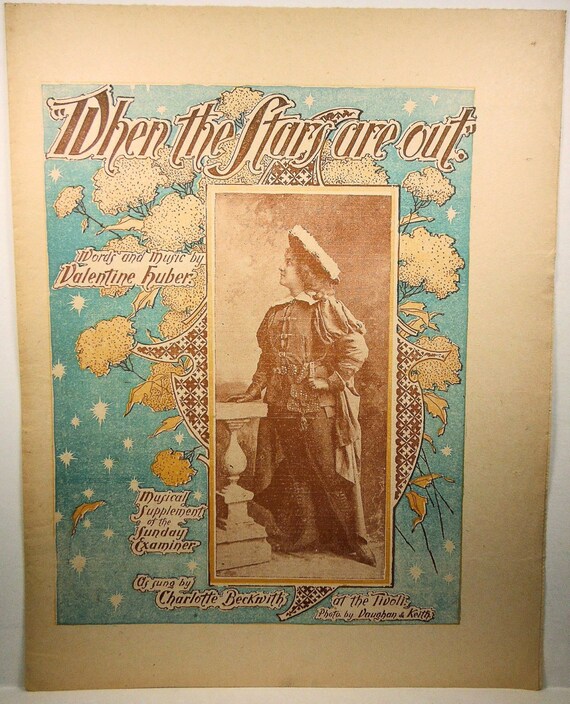 "When the Stars are out."
Words and Music by
Valentine Huber.
Musical
Supplement
of the
Sunday
Examiner
As sung by
Charlotte Beckwith
at the Tivoli.
Photo by Vaughan & Keith.